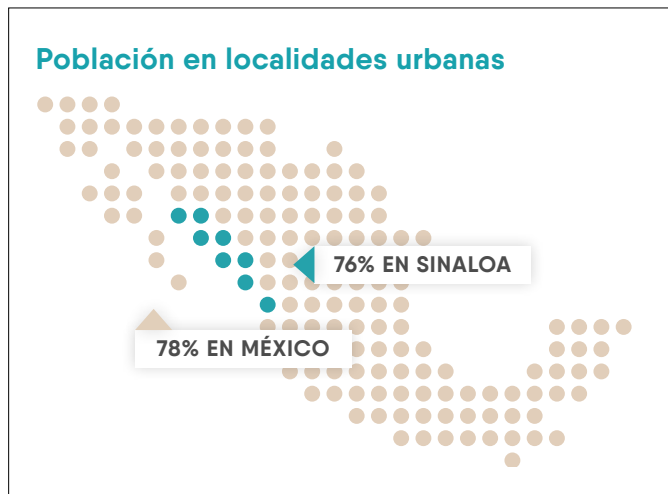 Población en localidades urbanas
76% EN SINALOA
78% EN MÉXICO